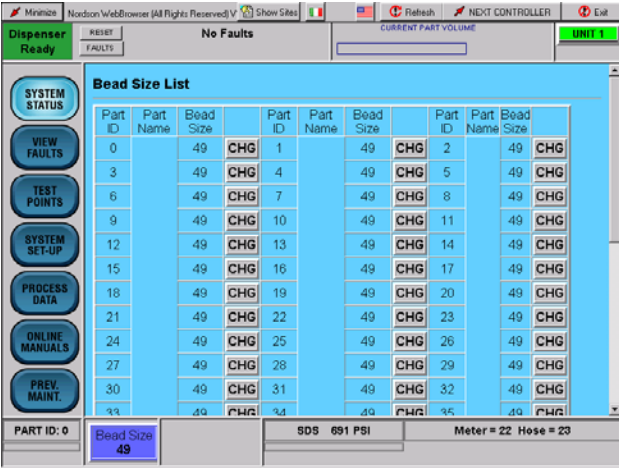 Minimize Nordson WebBrowser (All Rights Reserved) V Show Sites Refresh NEXT CONTROLLER Exit
Dispenser Ready RESET FAULTS No Faults CURRENT PART VOLUME UNIT 1
SYSTEM STATUS
VIEW FAULTS
TEST POINTS
SYSTEM SET-UP
PROCESS DATA
ONLINE MANUALS
PREV. MAINT.
Bead Size List
Part ID Part Name Bead Size Part ID Part Name Bead Size Part ID Part Name Bead Size
0 49 CHG 1 49 CHG 2 49 CHG
3 49 CHG 4 49 CHG 5 49 CHG
6 49 CHG 7 49 CHG 8 49 CHG
9 49 CHG 10 49 CHG 11 49 CHG
12 49 CHG 13 49 CHG 14 49 CHG
15 49 CHG 16 49 CHG 17 49 CHG
18 49 CHG 19 49 CHG 20 49 CHG
21 49 CHG 22 49 CHG 23 49 CHG
24 49 CHG 25 49 CHG 26 49 CHG
27 49 CHG 28 49 CHG 29 49 CHG
30 49 CHG 31 49 CHG 32 49 CHG
33 49 CHG 34 49 CHG 35 49 CHG
PART ID: 0 Bead Size 49 SDS 691 PSI Meter = 22 Hose = 23